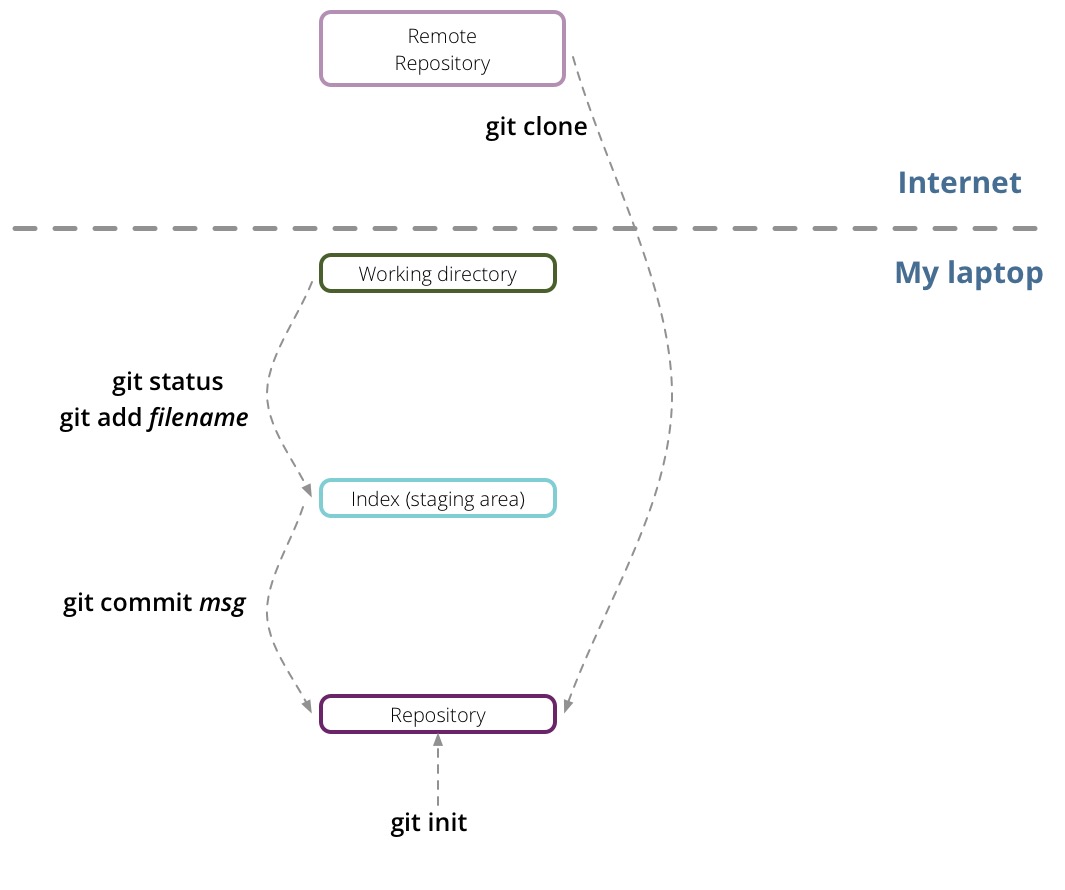 Remote
Repository
git clone
Internet
Working directory
My laptop
git status
git add filename
Index (staging area)
git commit msg
Repository
git init